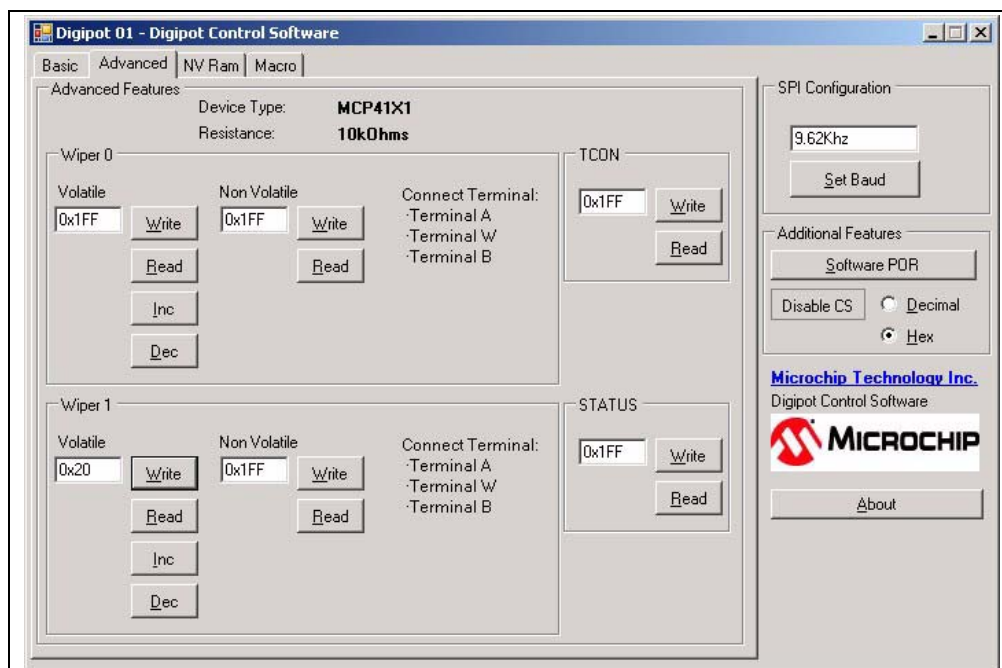 Digipot 01 - Digipot Control Software
Basic Advanced NV Ram Macro
Advanced Features
Device Type: MCP41X1
Resistance: 10kOhms
Wiper 0
Volatile
0x1FF
Write
Read
Inc
Dec
Non Volatile
0x1FF
Write
Read
Connect Terminal:
·Terminal A
·Terminal W
·Terminal B
TCON
0x1FF
Write
Read
Wiper 1
Volatile
0x20
Write
Read
Inc
Dec
Non Volatile
0x1FF
Write
Read
Connect Terminal:
·Terminal A
·Terminal W
·Terminal B
STATUS
0x1FF
Write
Read
SPI Configuration
9.62Khz
Set Baud
Additional Features
Software POR
Disable CS
Decimal
Hex
Microchip Technology Inc.
Digipot Control Software
MICROCHIP
About